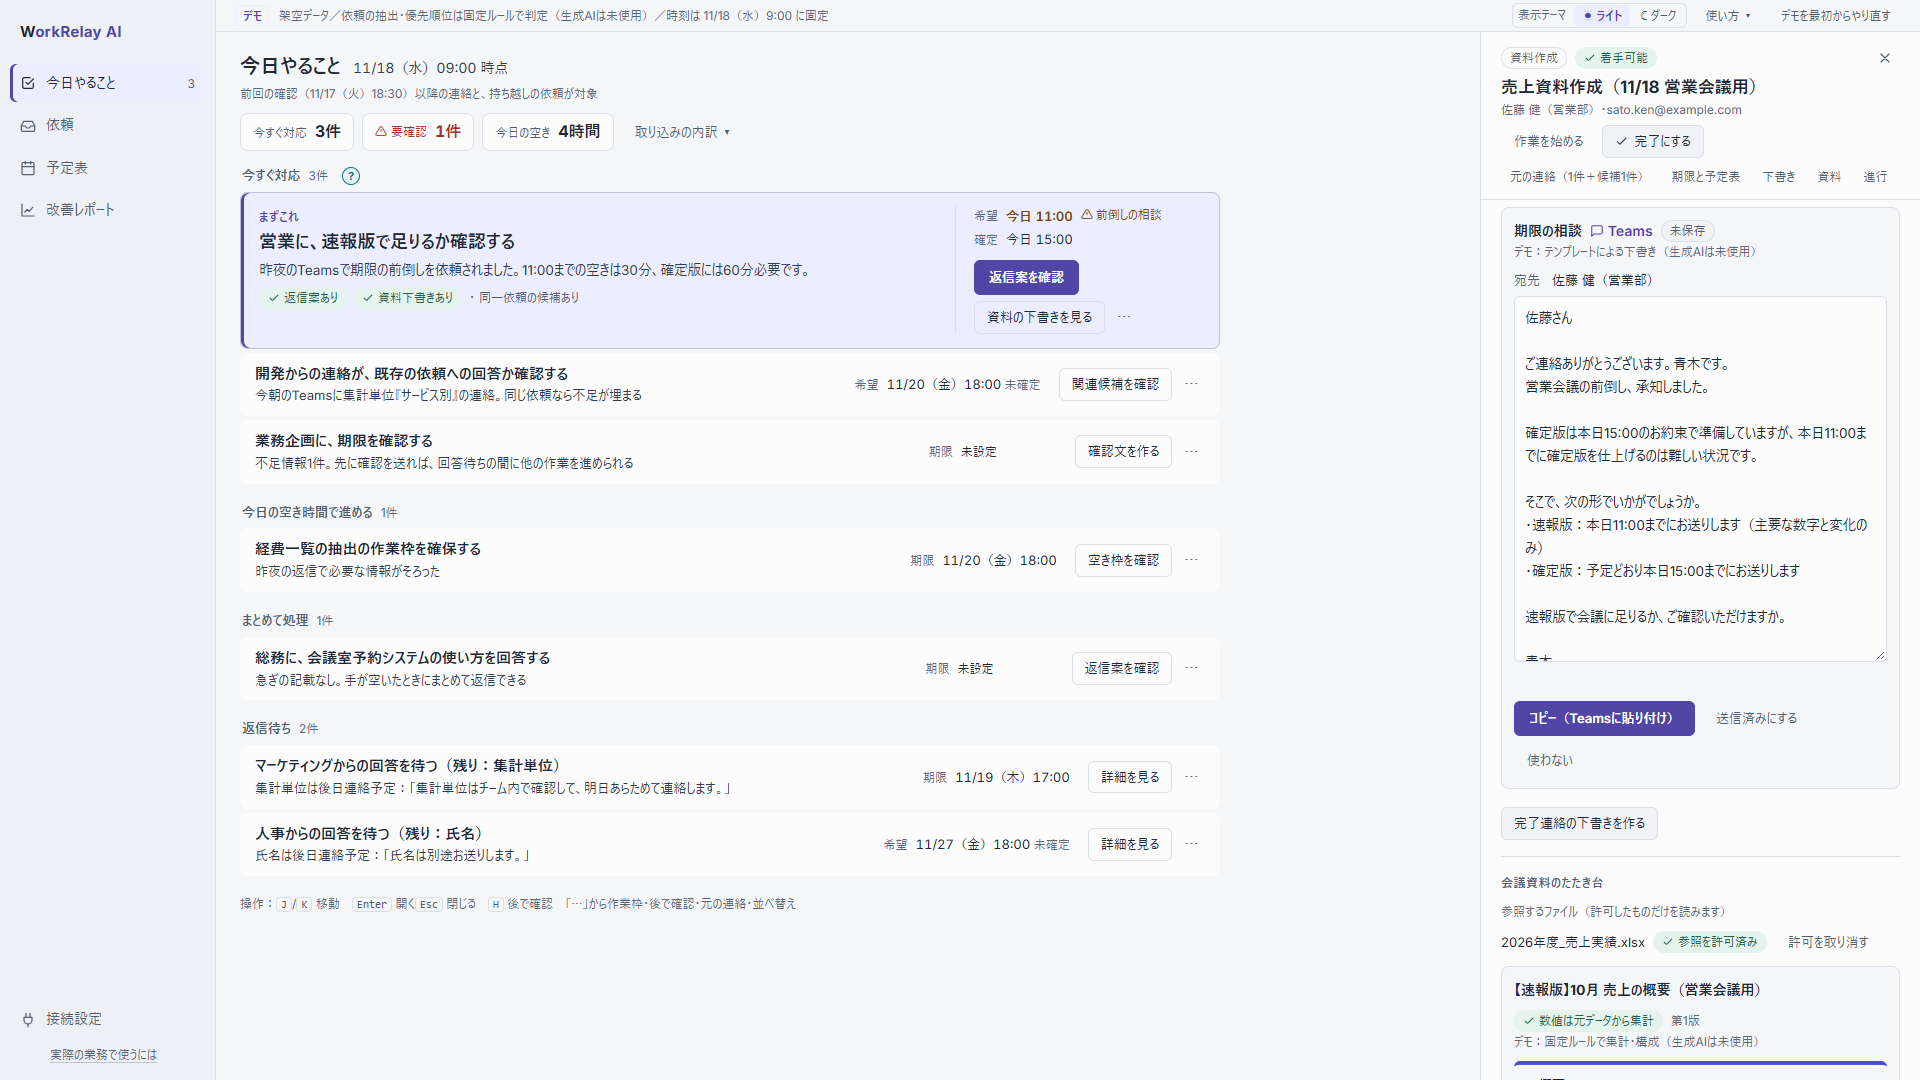 WorkRelay AI
今日やること 3
依頼
予定表
改善レポート
接続設定
実際の業務で使うには
デモ 架空データ／依頼の抽出・優先順位は固定ルールで判定（生成AIは未使用）／時刻は 11/18（水）9:00 に固定
表示テーマ ライト ダーク 使い方 ▾ デモを最初からやり直す
今日やること 11/18（水）09:00 時点
前回の確認（11/17（火）18:30）以降の連絡と、持ち越しの依頼が対象
今すぐ対応 3件 要確認 1件 今日の空き 4時間 取り込みの内訳 ▾
今すぐ対応 3件 ?
まずこれ
営業に、速報版で足りるか確認する
昨夜のTeamsで期限の前倒しを依頼されました。11:00までの空きは30分、確定版には60分必要です。
✓ 返信案あり ✓ 資料下書きあり ・同一依頼の候補あり
希望 今日 11:00 前倒しの相談
確定 今日 15:00
返信案を確認
資料の下書きを見る …
開発からの連絡が、既存の依頼への回答か確認する
今朝のTeamsに集計単位『サービス別』の連絡。同じ依頼なら不足が埋まる
希望 11/20（金）18:00 未確定 関連候補を確認 …
業務企画に、期限を確認する
不足情報1件。先に確認を送れば、回答待ちの間に他の作業を進められる
期限 未設定 確認文を作る …
今日の空き時間で進める 1件
経費一覧の抽出の作業枠を確保する
昨夜の返信で必要な情報がそろった
期限 11/20（金）18:00 空き枠を確認 …
まとめて処理 1件
総務に、会議室予約システムの使い方を回答する
急ぎの記載なし。手が空いたときにまとめて返信できる
期限 未設定 返信案を確認 …
返信待ち 2件
マーケティングからの回答を待つ（残り：集計単位）
集計単位は後日連絡予定：「集計単位はチーム内で確認して、明日あらためて連絡します。」
期限 11/19（木）17:00 詳細を見る …
人事からの回答を待つ（残り：氏名）
氏名は後日連絡予定：「氏名は別途お送りします。」
希望 11/27（金）18:00 未確定 詳細を見る …
操作： J / K 移動 Enter 開く Esc 閉じる H 後で確認 「…」から作業枠・後で確認・元の連絡・並べ替え
資料作成 ✓ 着手可能
売上資料作成（11/18 営業会議用）
佐藤 健（営業部）・sato.ken@example.com
作業を始める ✓ 完了にする
元の連絡（1件＋候補1件） 期限と予定表 下書き 資料 進行
期限の相談 Teams 未保存
デモ：テンプレートによる下書き（生成AIは未使用）
宛先 佐藤 健（営業部）
佐藤さん
ご連絡ありがとうございます。青木です。
営業会議の前倒し、承知しました。
確定版は本日15:00のお約束で準備していますが、本日11:00ま
でに確定版を仕上げるのは難しい状況です。
そこで、次の形でいかがでしょうか。
・速報版：本日11:00までにお送りします（主要な数字と変化の
み）
・確定版：予定どおり本日15:00までにお送りします
速報版で会議に足りるか、ご確認いただけますか。
青木
コピー（Teamsに貼り付け） 送信済みにする
使わない
完了連絡の下書きを作る
会議資料のたたき台
参照するファイル（許可したものだけを読みます）
2026年度_売上実績.xlsx ✓ 参照を許可済み 許可を取り消す
【速報版】10月 売上の概要（営業会議用）
✓ 数値は元データから集計 第1版
デモ：固定ルールで集計・構成（生成AIは未使用）